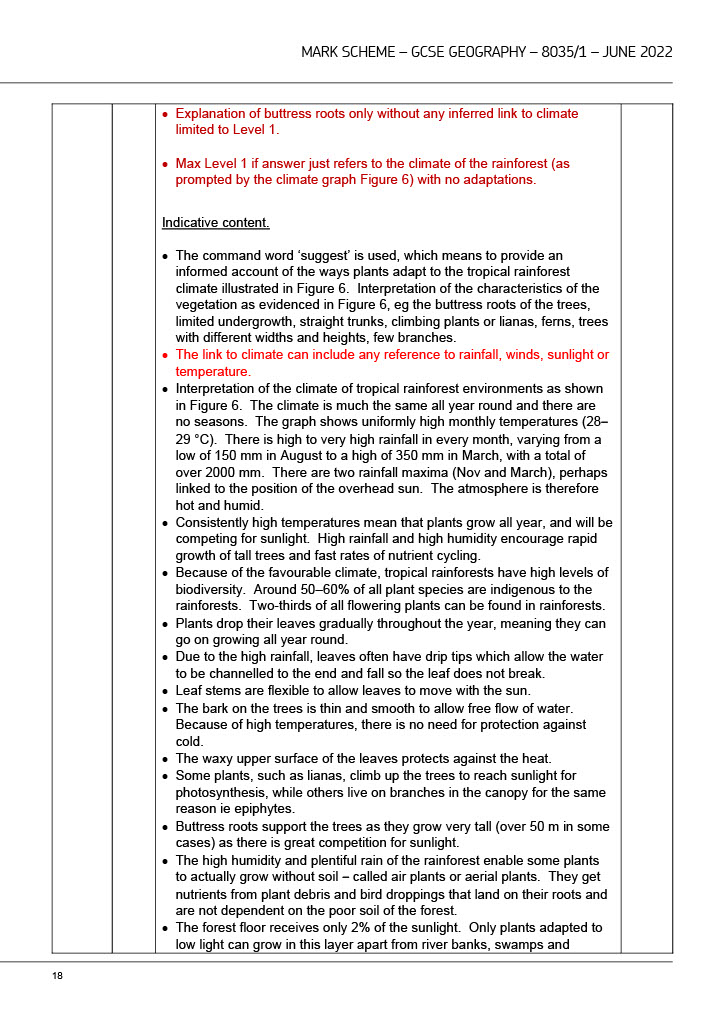 MARK SCHEME – GCSE GEOGRAPHY – 8035/1 – JUNE 2022
• Explanation of buttress roots only without any inferred link to climate
limited to Level 1.
• Max Level 1 if answer just refers to the climate of the rainforest (as
prompted by the climate graph Figure 6) with no adaptations.
Indicative content.
• The command word ‘suggest’ is used, which means to provide an
informed account of the ways plants adapt to the tropical rainforest
climate illustrated in Figure 6. Interpretation of the characteristics of the
vegetation as evidenced in Figure 6, eg the buttress roots of the trees,
limited undergrowth, straight trunks, climbing plants or lianas, ferns, trees
with different widths and heights, few branches.
• The link to climate can include any reference to rainfall, winds, sunlight or
temperature.
• Interpretation of the climate of tropical rainforest environments as shown
in Figure 6. The climate is much the same all year round and there are
no seasons. The graph shows uniformly high monthly temperatures (28–
29 °C). There is high to very high rainfall in every month, varying from a
low of 150 mm in August to a high of 350 mm in March, with a total of
over 2000 mm. There are two rainfall maxima (Nov and March), perhaps
linked to the position of the overhead sun. The atmosphere is therefore
hot and humid.
• Consistently high temperatures mean that plants grow all year, and will be
competing for sunlight. High rainfall and high humidity encourage rapid
growth of tall trees and fast rates of nutrient cycling.
• Because of the favourable climate, tropical rainforests have high levels of
biodiversity. Around 50–60% of all plant species are indigenous to the
rainforests. Two-thirds of all flowering plants can be found in rainforests.
• Plants drop their leaves gradually throughout the year, meaning they can
go on growing all year round.
• Due to the high rainfall, leaves often have drip tips which allow the water
to be channelled to the end and fall so the leaf does not break.
• Leaf stems are flexible to allow leaves to move with the sun.
• The bark on the trees is thin and smooth to allow free flow of water.
Because of high temperatures, there is no need for protection against
cold.
• The waxy upper surface of the leaves protects against the heat.
• Some plants, such as lianas, climb up the trees to reach sunlight for
photosynthesis, while others live on branches in the canopy for the same
reason ie epiphytes.
• Buttress roots support the trees as they grow very tall (over 50 m in some
cases) as there is great competition for sunlight.
• The high humidity and plentiful rain of the rainforest enable some plants
to actually grow without soil – called air plants or aerial plants. They get
nutrients from plant debris and bird droppings that land on their roots and
are not dependent on the poor soil of the forest.
• The forest floor receives only 2% of the sunlight. Only plants adapted to
low light can grow in this layer apart from river banks, swamps and
18